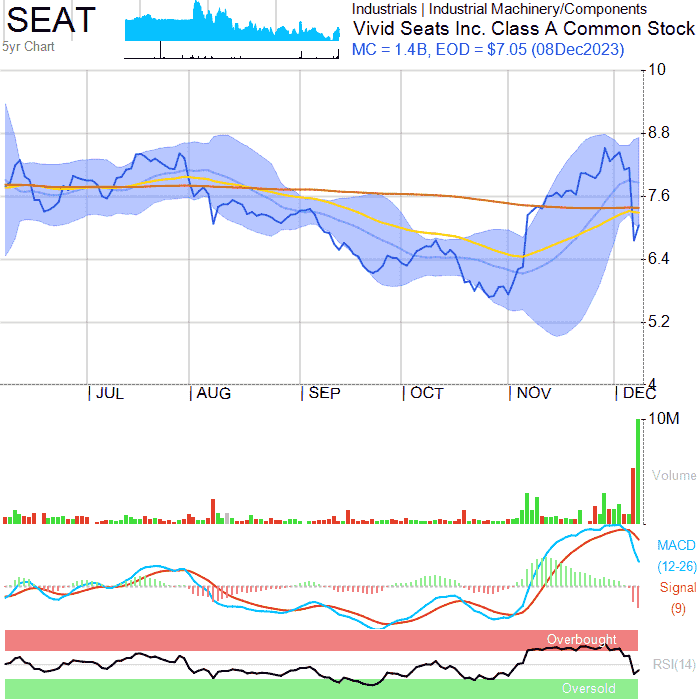 SEAT
5yr Chart
Industrials | Industrial Machinery/Components
Vivid Seats Inc. Class A Common Stock
MC = 1.4B, EOD = $7.05 (08Dec2023)
10
8.8
7.6
6.4
5.2
4
JUL
AUG
SEP
OCT
NOV
DEC
10M
Volume
MACD
(12-26)
Signal
(9)
Overbought
RSI(14)
Oversold